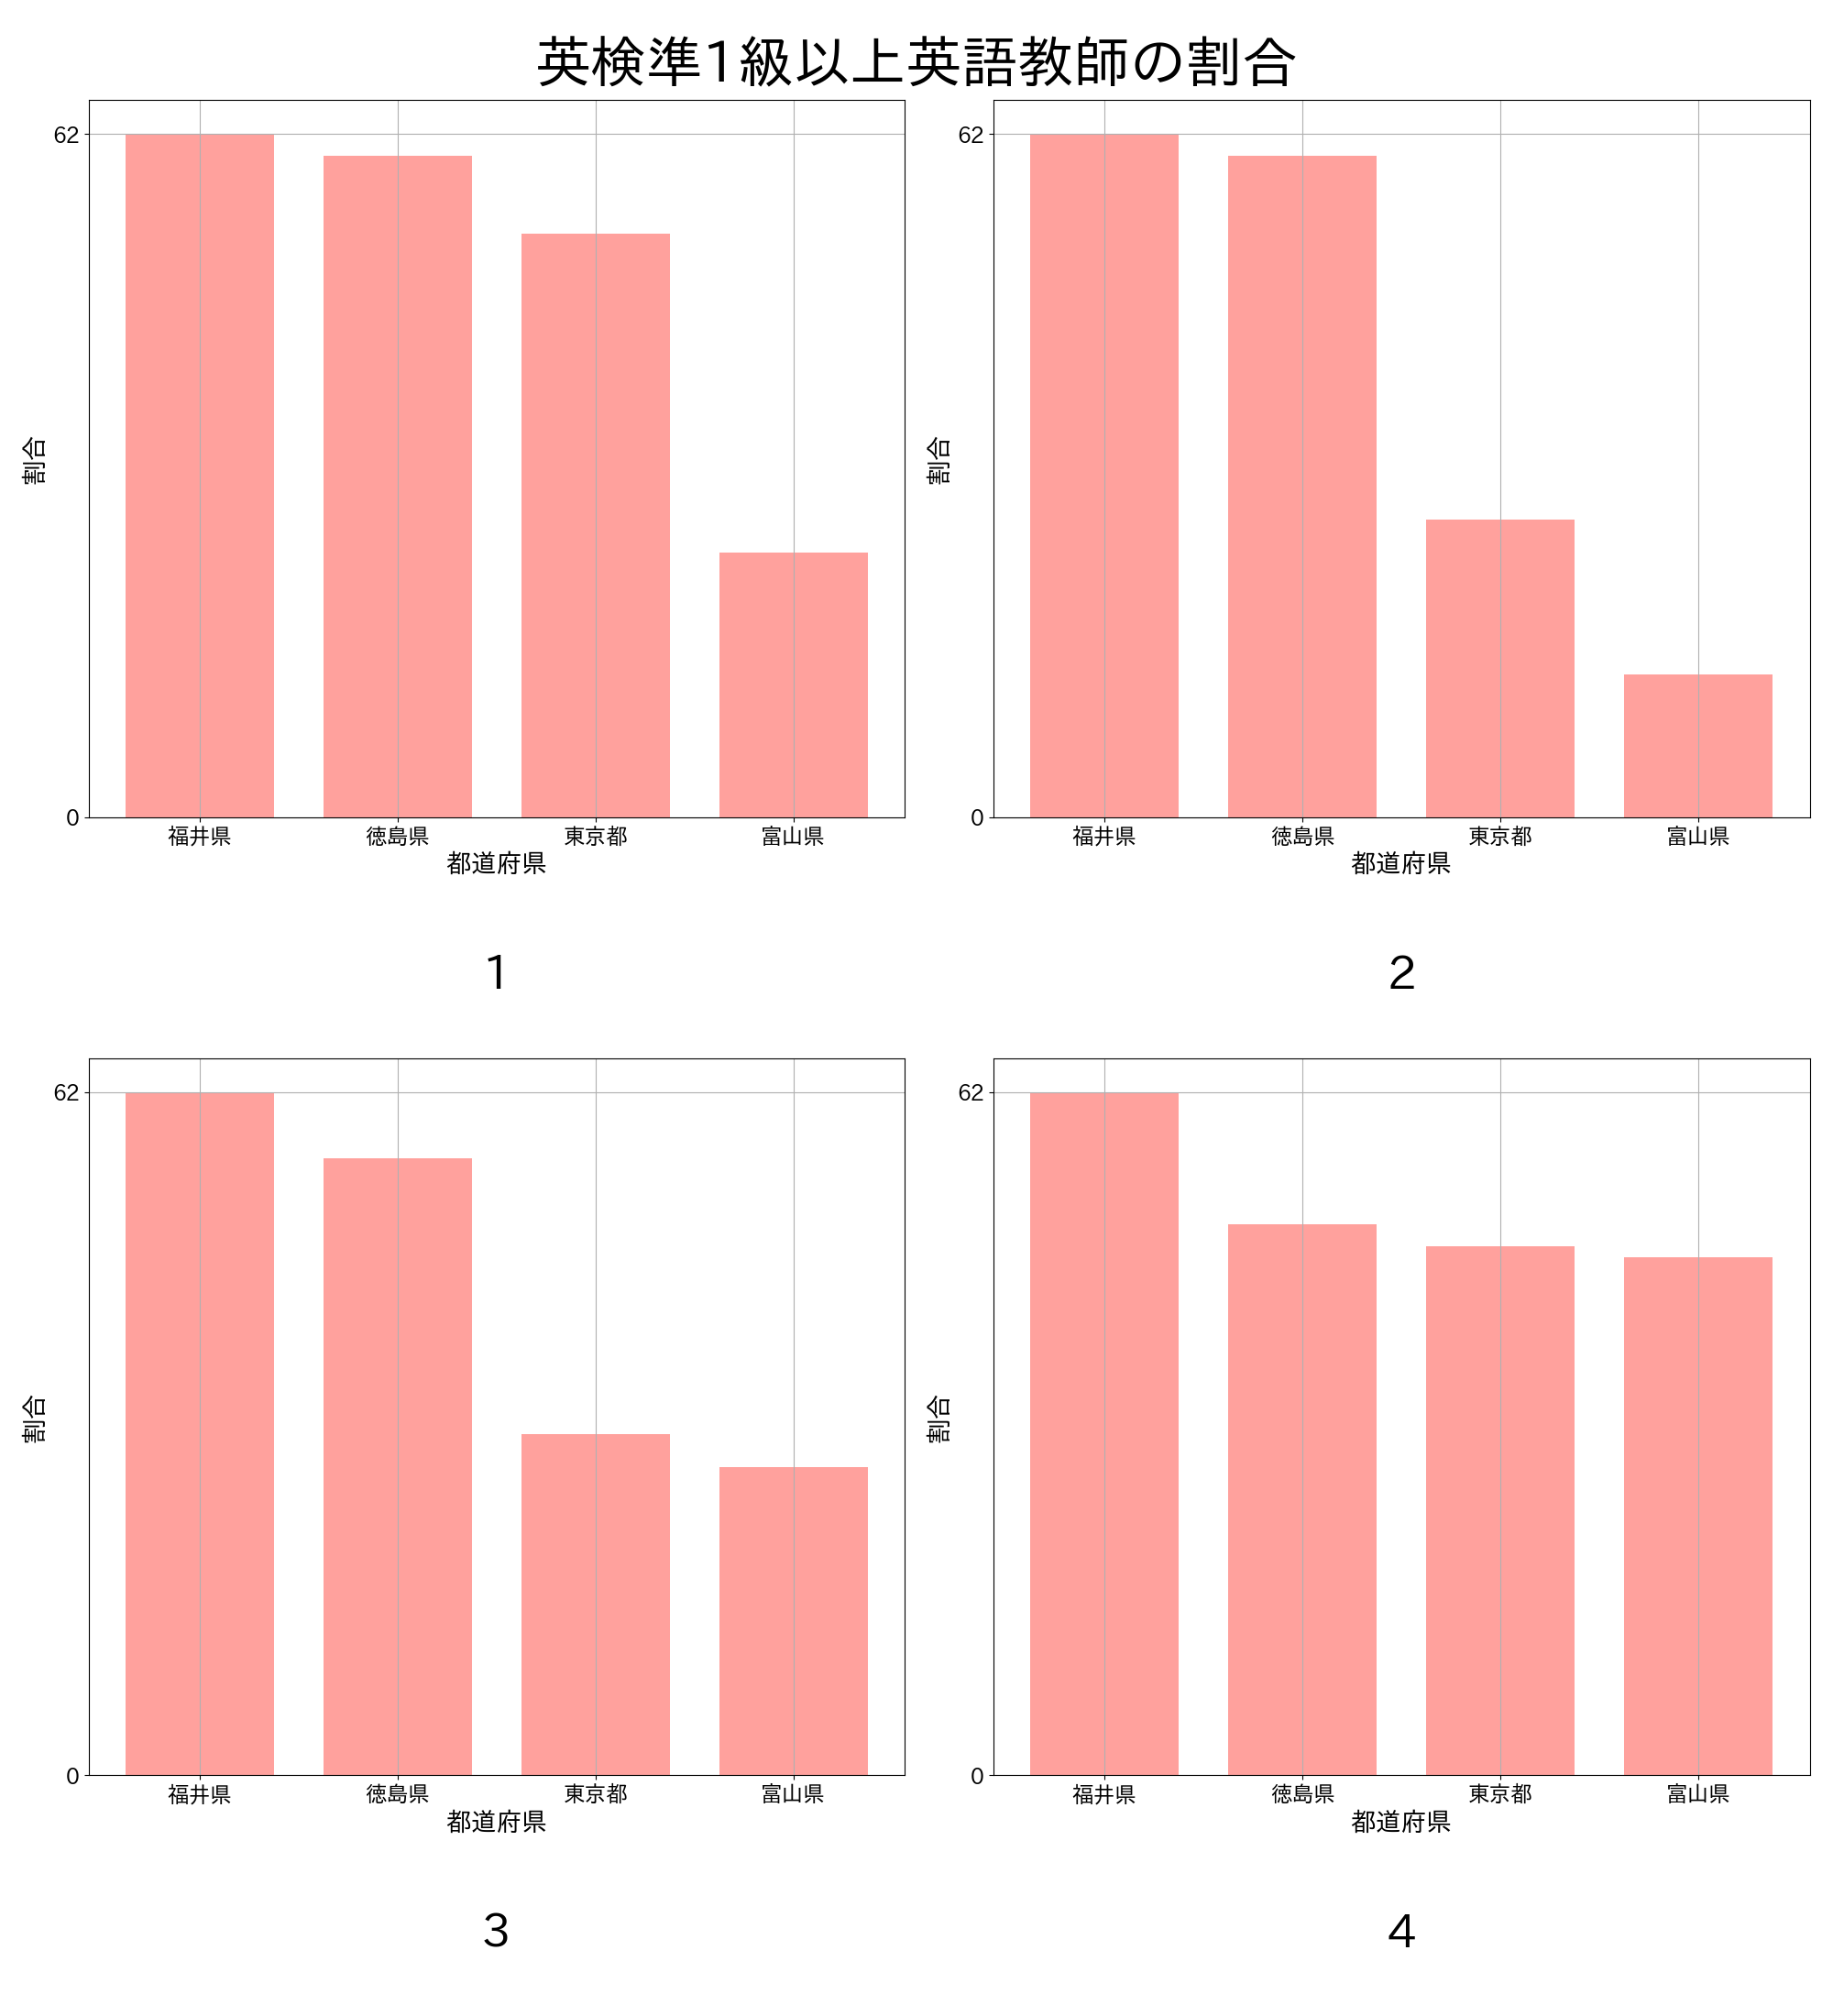 英検準1級以上英語教師の割合
62
0
割合
福井県 徳島県 東京都 富山県
都道府県
1
62
0
割合
福井県 徳島県 東京都 富山県
都道府県
2
62
0
割合
福井県 徳島県 東京都 富山県
都道府県
3
62
0
割合
福井県 徳島県 東京都 富山県
都道府県
4